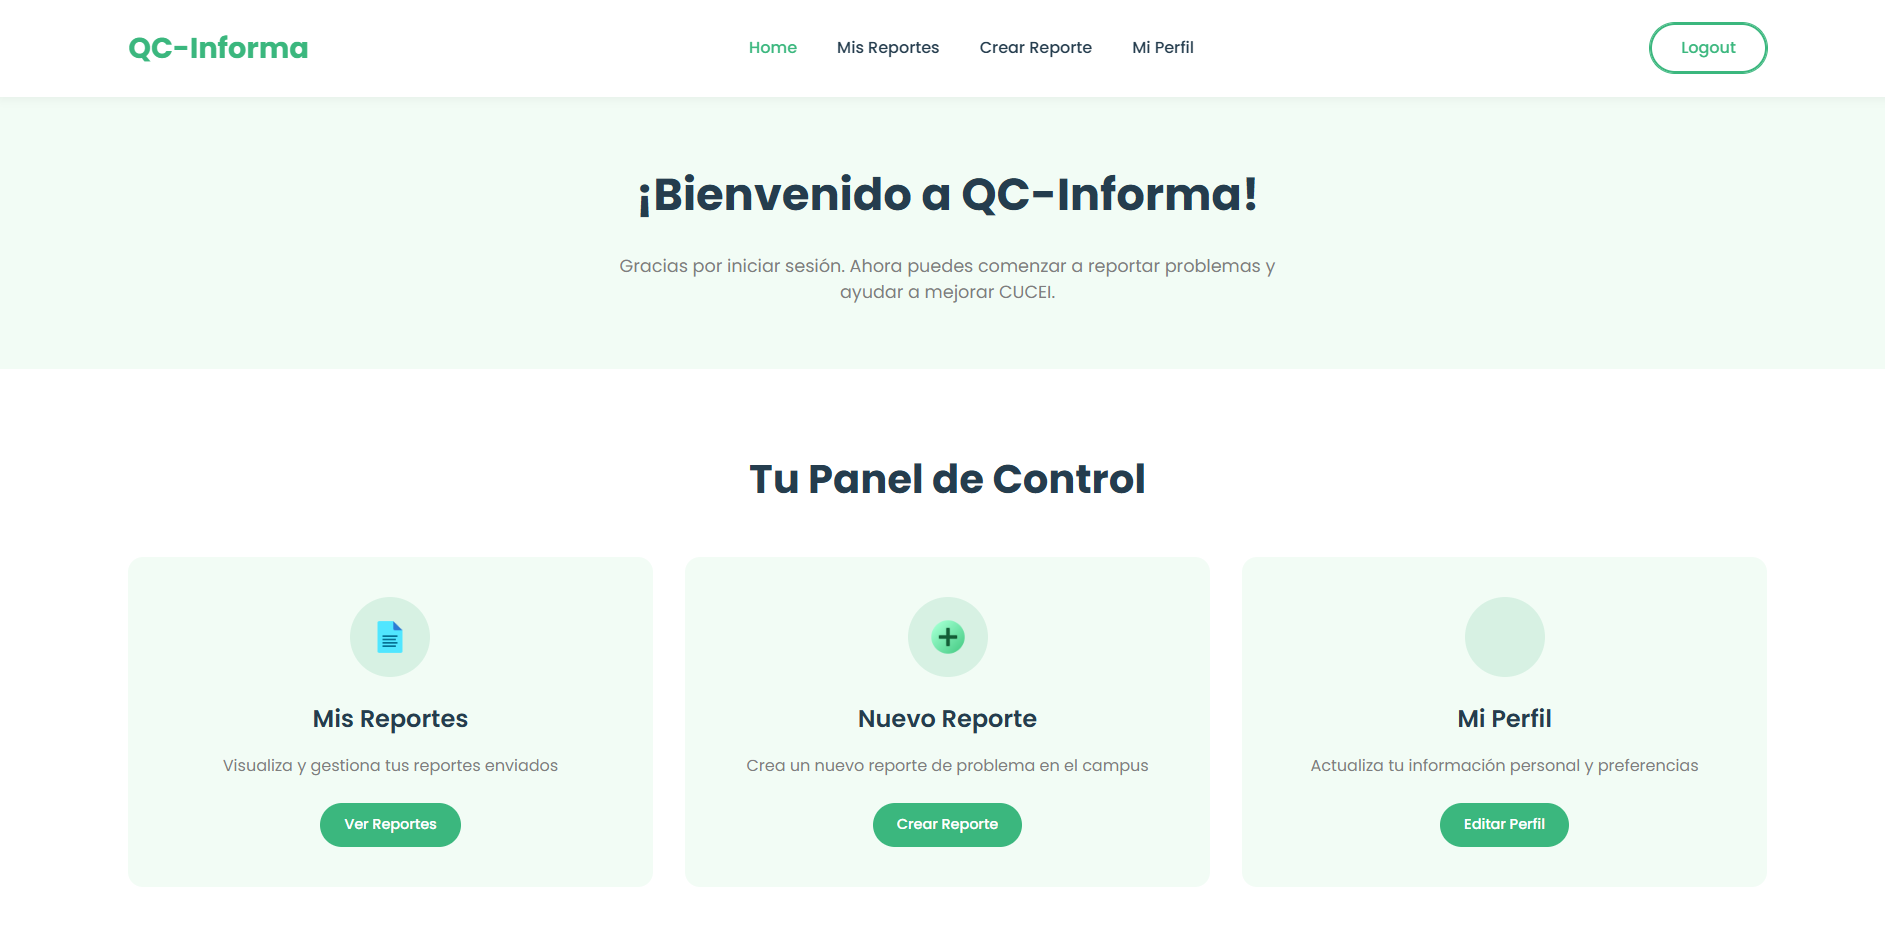 QC-Informa
Home
Mis Reportes
Crear Reporte
Mi Perfil
Logout
¡Bienvenido a QC-Informa!
Gracias por iniciar sesión. Ahora puedes comenzar a reportar problemas y
ayudar a mejorar CUCEI.
Tu Panel de Control
Mis Reportes
Visualiza y gestiona tus reportes enviados
Ver Reportes
Nuevo Reporte
Crea un nuevo reporte de problema en el campus
Crear Reporte
Mi Perfil
Actualiza tu información personal y preferencias
Editar Perfil